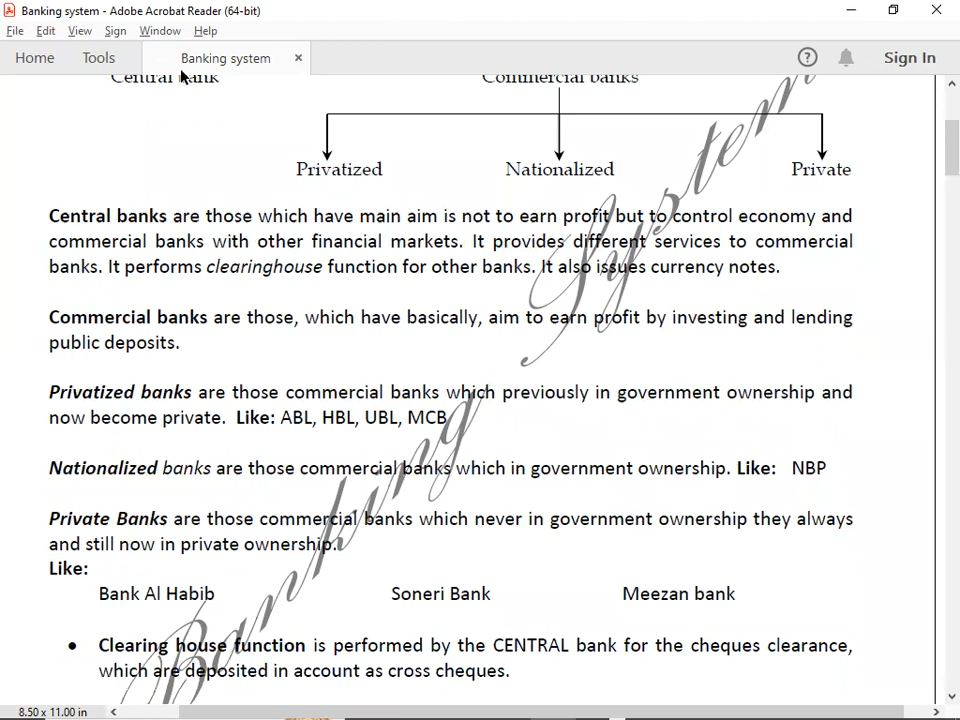 Banking system - Adobe Acrobat Reader (64-bit)
File Edit View Sign Window Help
Home Tools Banking system × Sign In
Central bank Commercial banks
Privatized Nationalized Private
Central banks are those which have main aim is not to earn profit but to control economy and
commercial banks with other financial markets. It provides different services to commercial
banks. It performs clearinghouse function for other banks. It also issues currency notes.
Commercial banks are those, which have basically, aim to earn profit by investing and lending
public deposits.
Privatized banks are those commercial banks which previously in government ownership and
now become private. Like: ABL, HBL, UBL, MCB
Nationalized banks are those commercial banks which in government ownership. Like: NBP
Private Banks are those commercial banks which never in government ownership they always
and still now in private ownership.
Like:
Bank Al Habib Soneri Bank Meezan bank
• Clearing house function is performed by the CENTRAL bank for the cheques clearance,
which are deposited in account as cross cheques.
Banking System
8.50 x 11.00 in